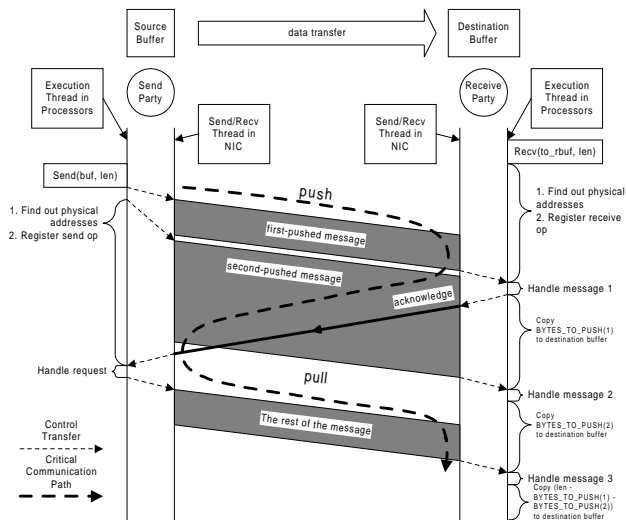 Source
Buffer
data transfer
Destination
Buffer
Execution
Thread in
Processors
Send
Party
Send/Recv
Thread in
NIC
Send/Recv
Thread in
NIC
Receive
Party
Execution
Thread in
Processors
Recv(to_rbuf, len)
Send(buf, len)
1. Find out physical
addresses
2. Register send op
push
first-pushed message
second-pushed message
acknowledge
1. Find out physical
addresses
2. Register receive
op
Handle message 1
Copy
BYTES_TO_PUSH(1)
to destination buffer
Handle request
pull
Handle message 2
The rest of the message
Copy
BYTES_TO_PUSH(2)
to destination buffer
Control
Transfer
Critical
Communication
Path
Handle message 3
Copy (len -
BYTES_TO_PUSH(1) -
BYTES_TO_PUSH(2))
to destination buffer